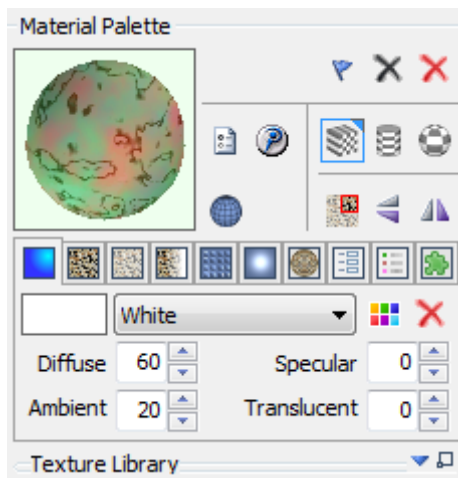 Material Palette
White
Diffuse 60 Specular 0
Ambient 20 Translucent 0
Texture Library